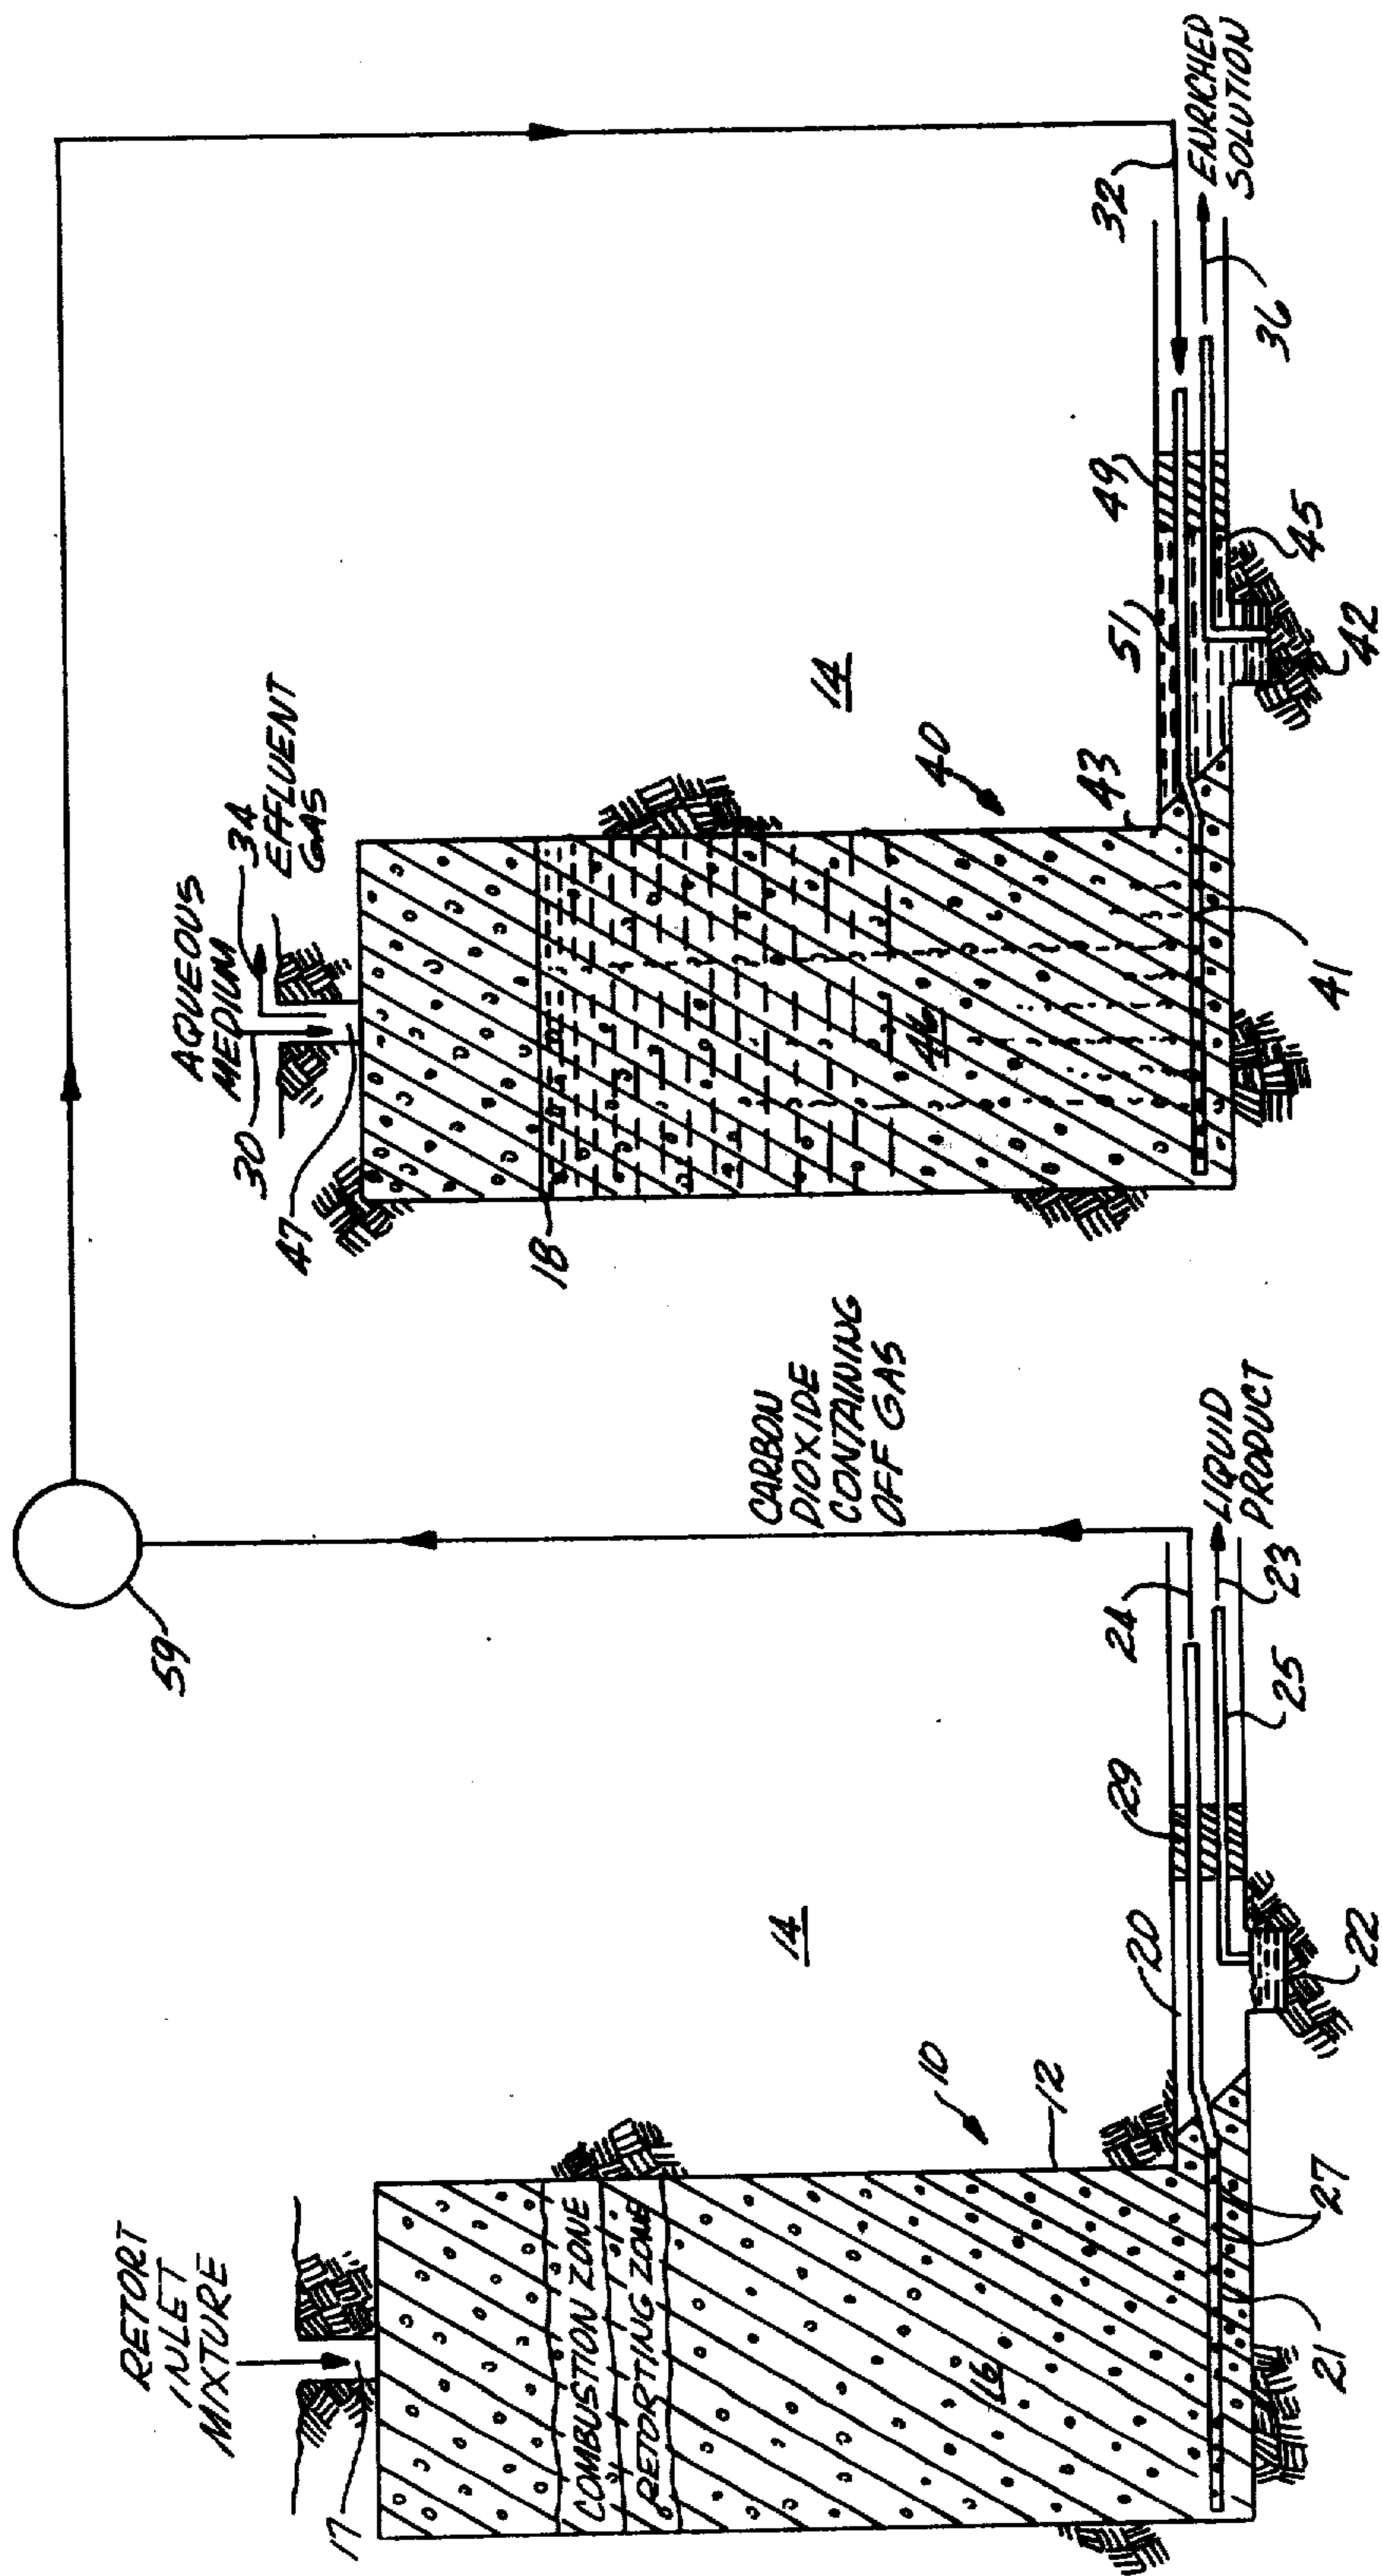 59
RETORT
INLET
MIXTURE
17
COMBUSTION ZONE
RETORTING ZONE
16
10
12
14
20
29
24
21
27
22
25
23
LIQUID
PRODUCT
CARBON
DIOXIDE
CONTAINING
OFF GAS
AQUEOUS
MEDIUM
30
34
EFFLUENT
GAS
47
18
46
40
43
14
51
49
32
41
42
45
36
ENRICHED
SOLUTION